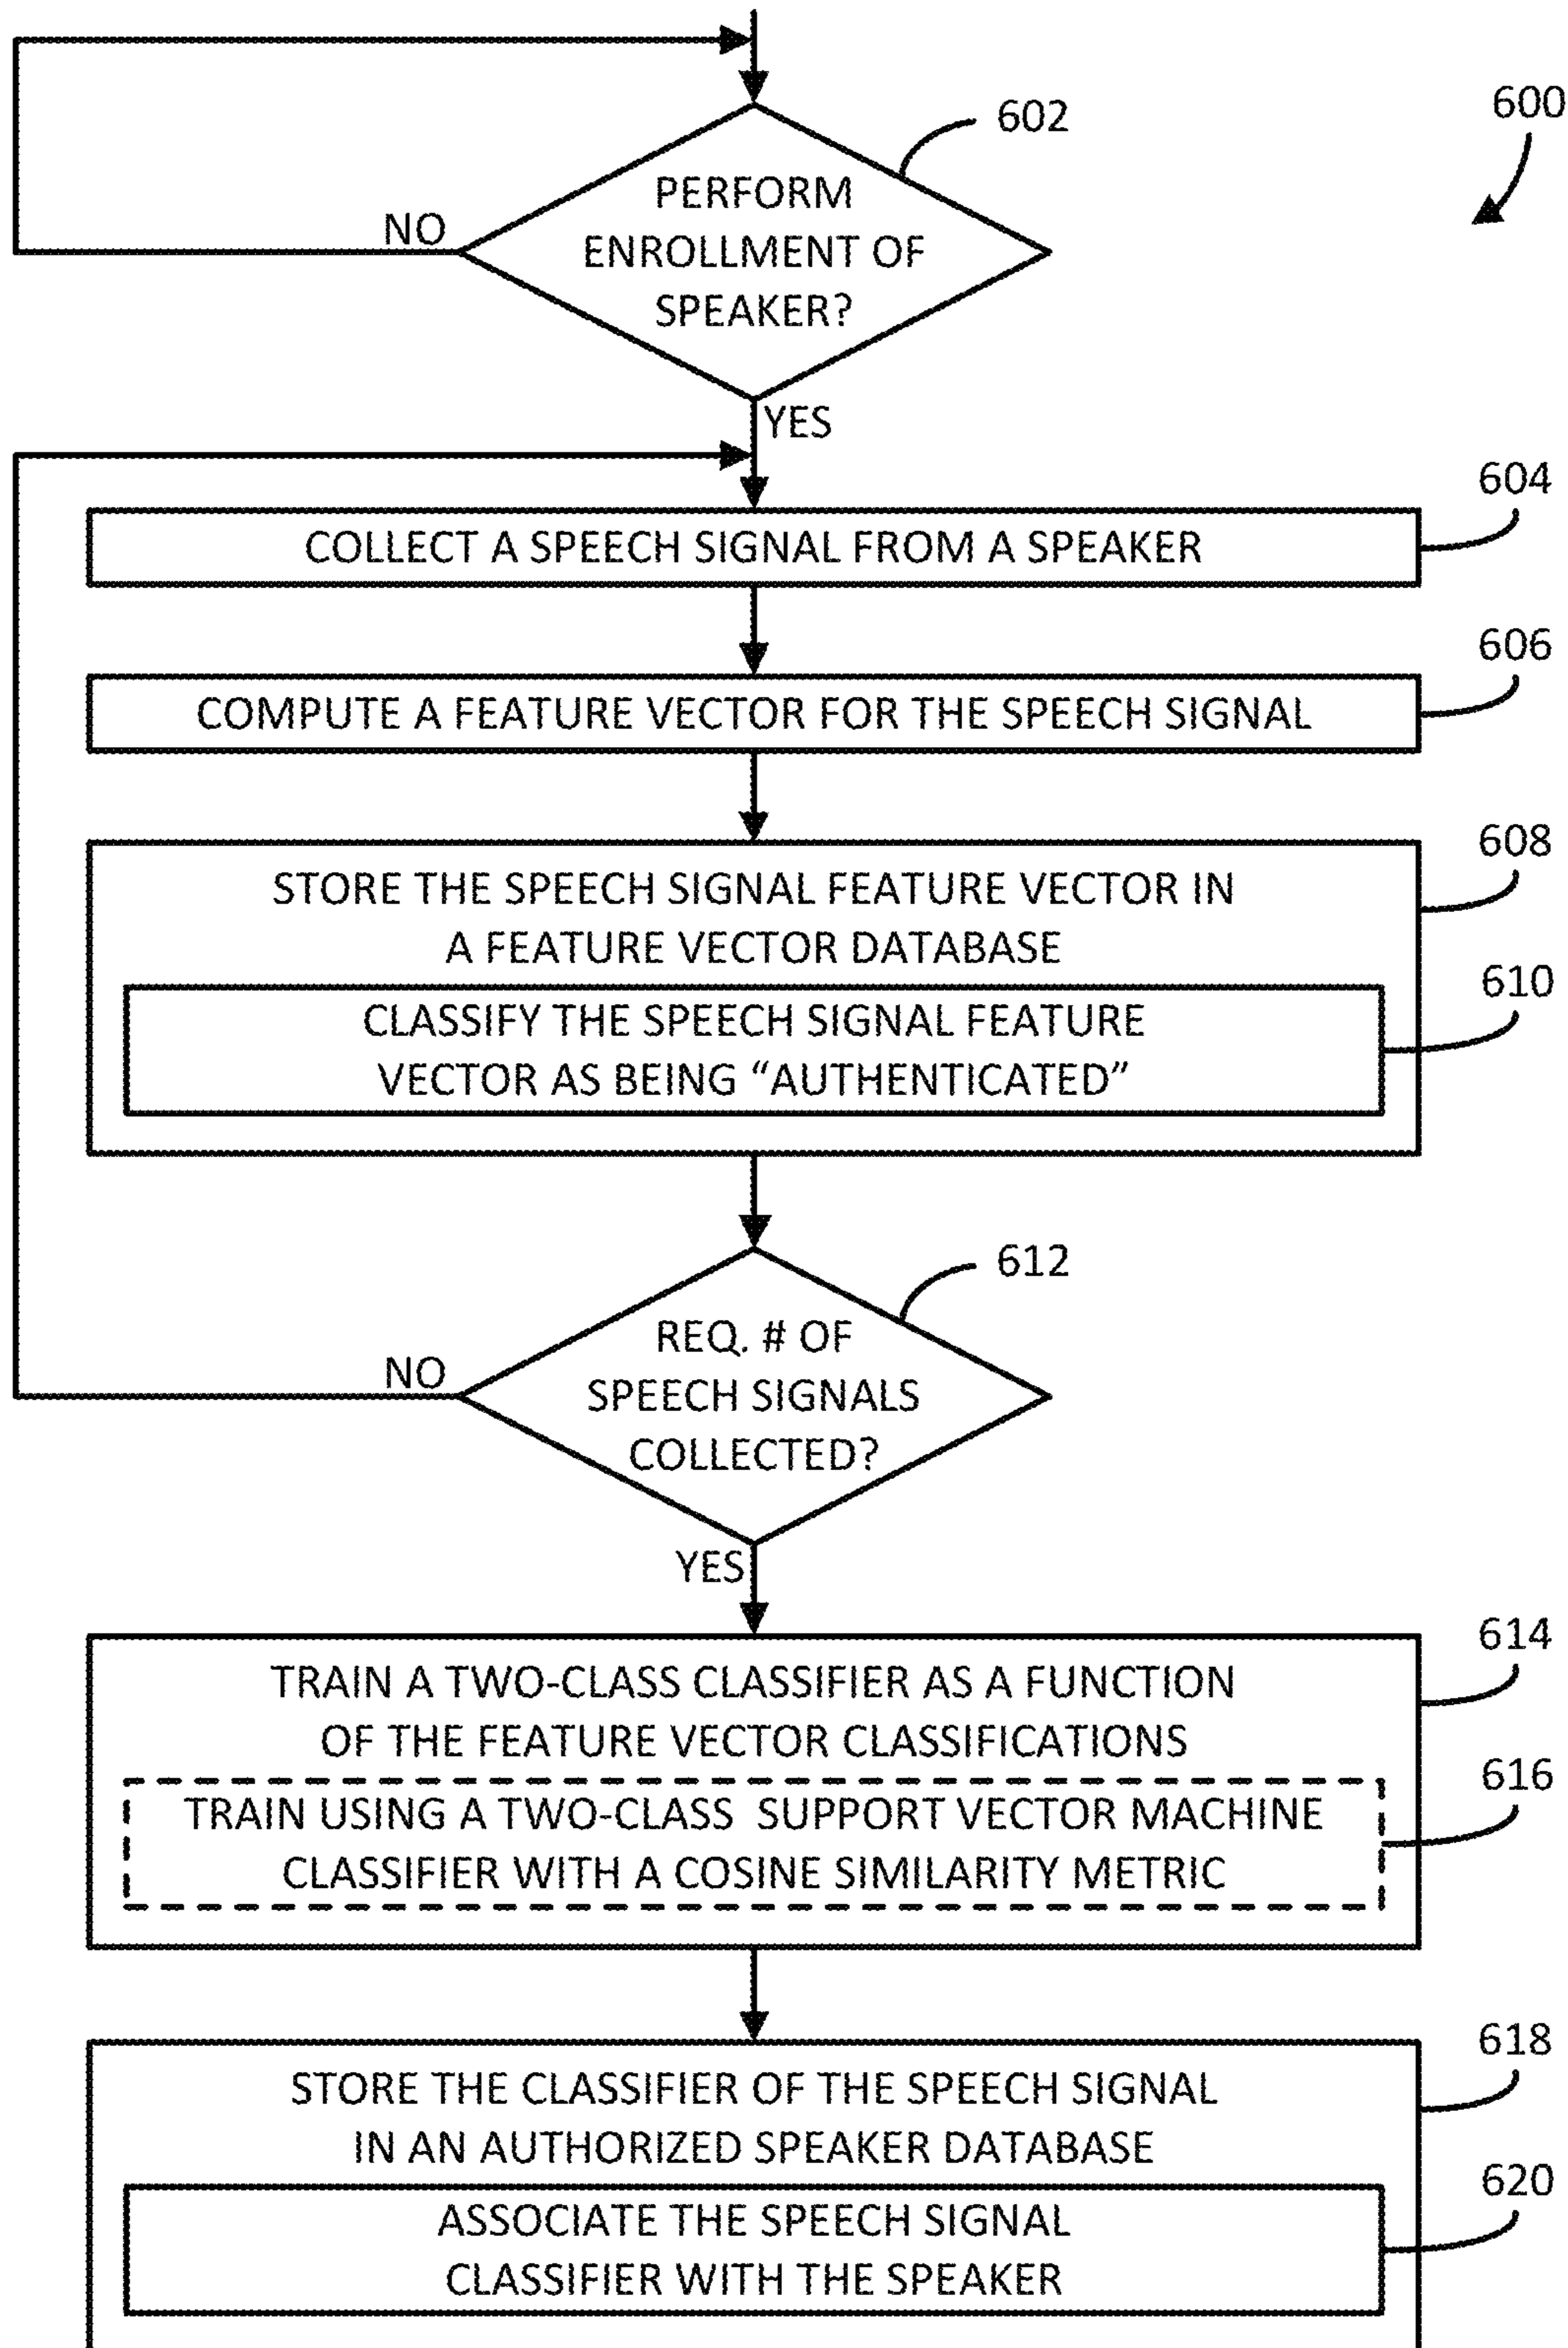 602
600
PERFORM
ENROLLMENT OF
SPEAKER?
NO
YES
604
COLLECT A SPEECH SIGNAL FROM A SPEAKER
606
COMPUTE A FEATURE VECTOR FOR THE SPEECH SIGNAL
608
STORE THE SPEECH SIGNAL FEATURE VECTOR IN
A FEATURE VECTOR DATABASE
610
CLASSIFY THE SPEECH SIGNAL FEATURE
VECTOR AS BEING “AUTHENTICATED”
612
REQ. # OF
SPEECH SIGNALS
COLLECTED?
NO
YES
614
TRAIN A TWO-CLASS CLASSIFIER AS A FUNCTION
OF THE FEATURE VECTOR CLASSIFICATIONS
616
TRAIN USING A TWO-CLASS SUPPORT VECTOR MACHINE
CLASSIFIER WITH A COSINE SIMILARITY METRIC
618
STORE THE CLASSIFIER OF THE SPEECH SIGNAL
IN AN AUTHORIZED SPEAKER DATABASE
620
ASSOCIATE THE SPEECH SIGNAL
CLASSIFIER WITH THE SPEAKER